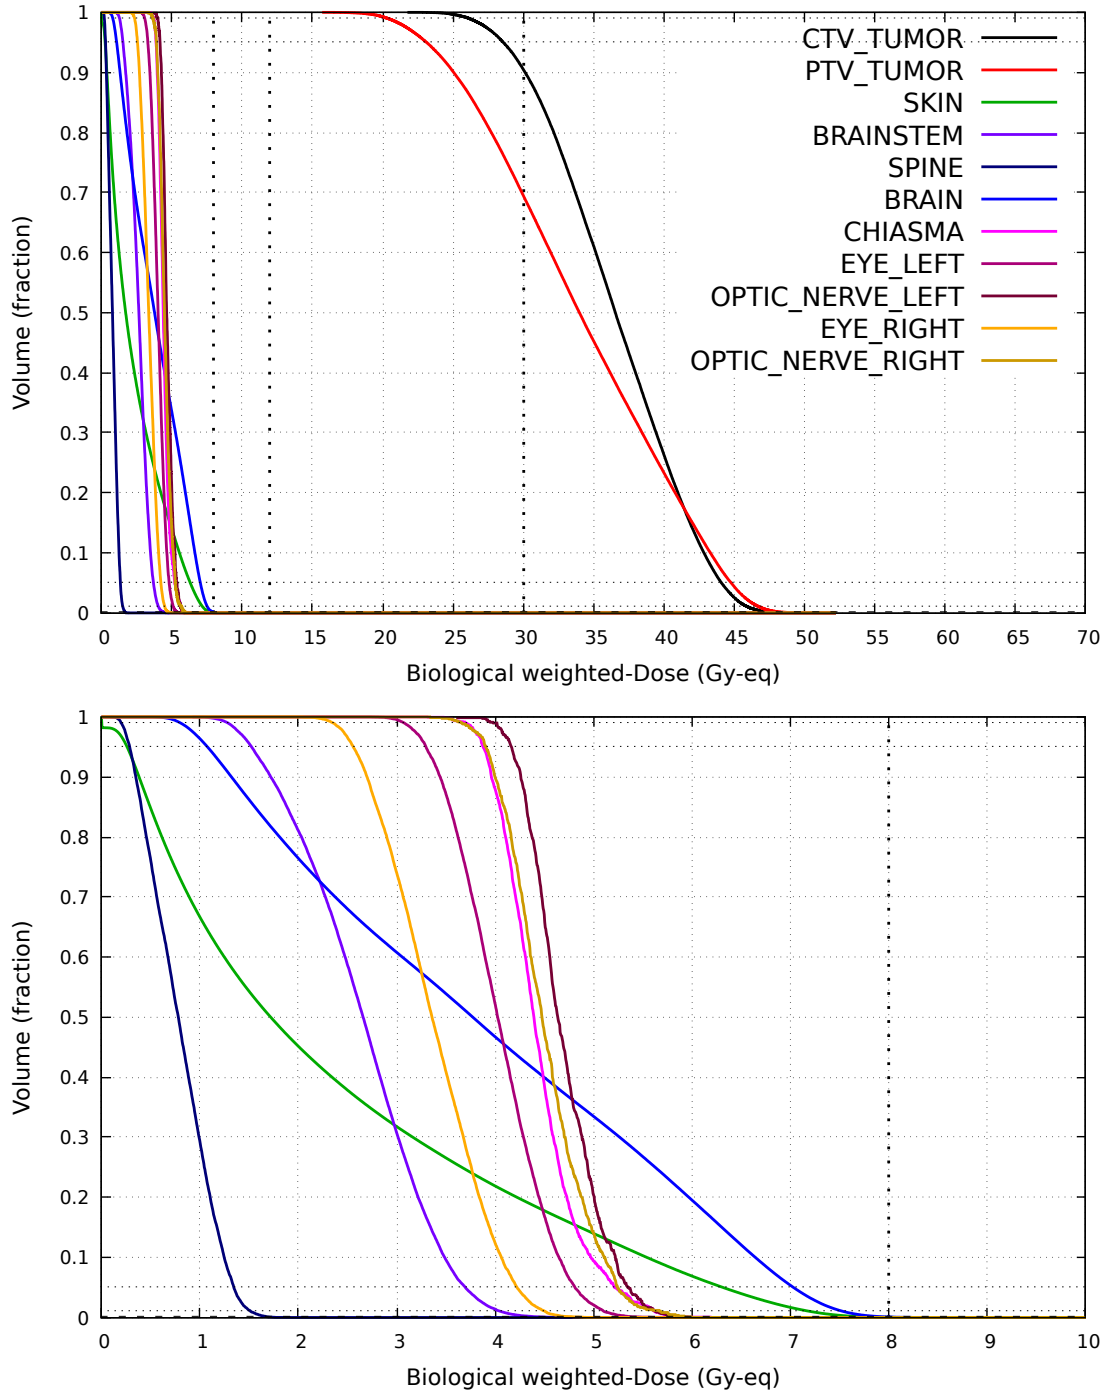 1
0.9
0.8
0.7
0.6
0.5
0.4
0.3
0.2
0.1
0
Volume (fraction)
CTV_TUMOR
PTV_TUMOR
SKIN
BRAINSTEM
SPINE
BRAIN
CHIASMA
EYE_LEFT
OPTIC_NERVE_LEFT
EYE_RIGHT
OPTIC_NERVE_RIGHT
0 5 10 15 20 25 30 35 40 45 50 55 60 65 70
Biological weighted-Dose (Gy-eq)
1
0.9
0.8
0.7
0.6
0.5
0.4
0.3
0.2
0.1
0
Volume (fraction)
0 1 2 3 4 5 6 7 8 9 10
Biological weighted-Dose (Gy-eq)